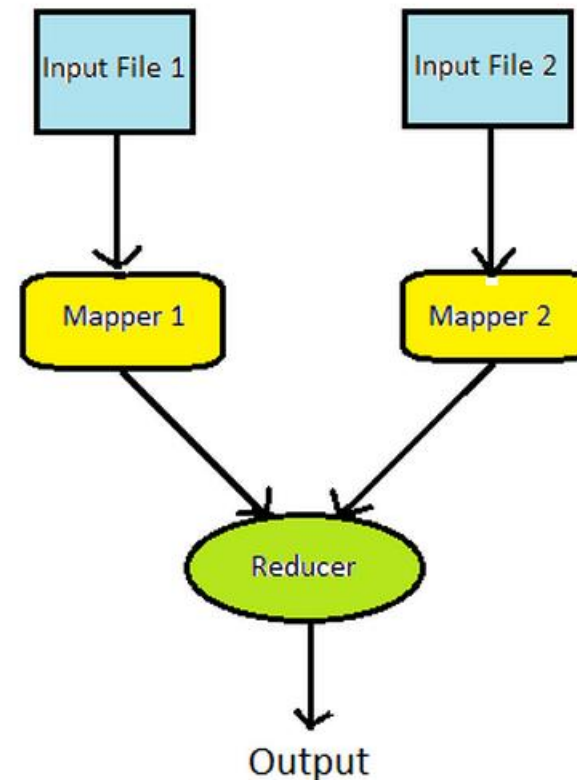 Input File 1
Input File 2
Mapper 1
Mapper 2
Reducer
Output